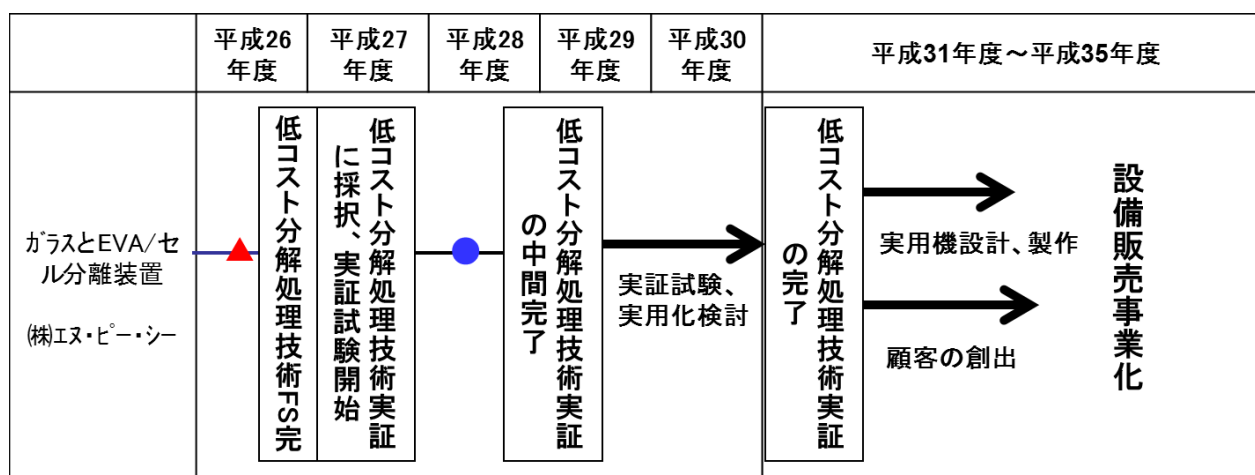 平成26
年度
平成27
年度
平成28
年度
平成29
年度
平成30
年度
平成31年度～平成35年度
ガラスとEVA/セ
ル分離装置
㈱エヌ・ピー・シー
低コスト分解処理技術FS完
低コスト分解処理技術実証
に採択、実証試験開始
低コスト分解処理技術実証
の中間完了
実証試験、
実用化検討
低コスト分解処理技術実証
の完了
実用機設計、製作
顧客の創出
設備販売事業化